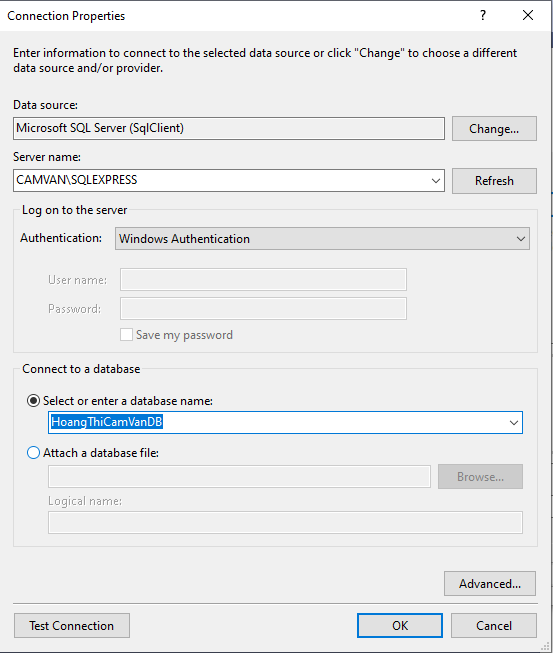 Connection Properties
?
Enter information to connect to the selected data source or click "Change" to choose a different
data source and/or provider.
Data source:
Microsoft SQL Server (SqlClient)
Change...
Server name:
CAMVAN\SQLEXPRESS
Refresh
Log on to the server
Authentication:
Windows Authentication
User name:
Password:
Save my password
Connect to a database
Select or enter a database name:
HoangThiCamVanDB
Attach a database file:
Browse...
Logical name:
Advanced...
Test Connection
OK
Cancel